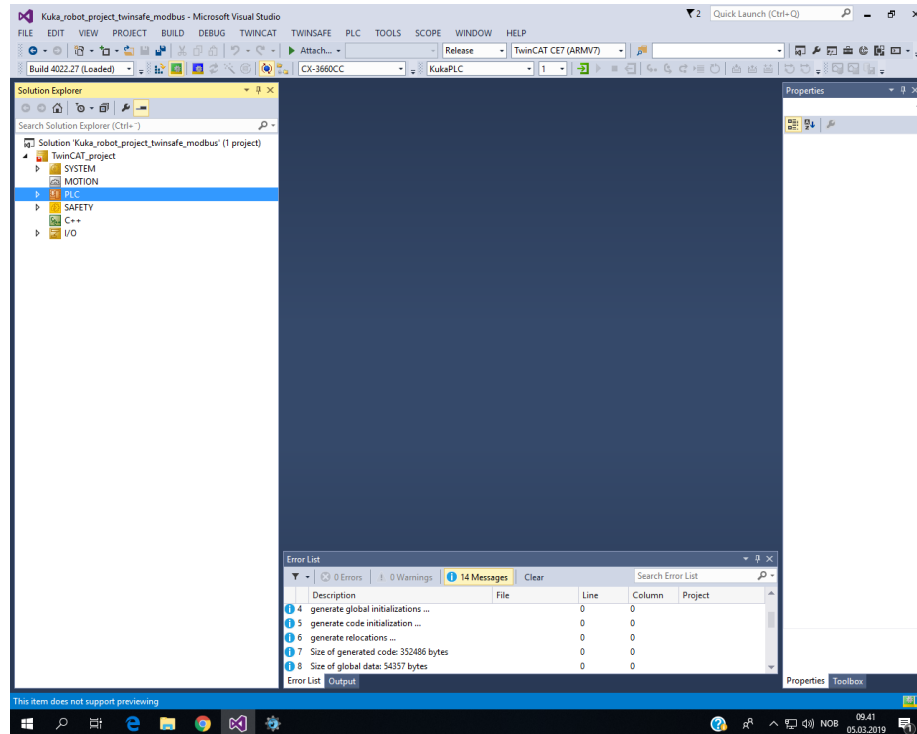 Kuka_robot_project_twinsafe_modbus - Microsoft Visual Studio
2 Quick Launch (Ctrl+Q)
FILE EDIT VIEW PROJECT BUILD DEBUG TWINCAT TWINSAFE PLC TOOLS SCOPE WINDOW HELP
Attach... Release TwinCAT CE7 (ARMV7)
Build 4022.27 (Loaded) CX-3660CC KukaPLC 1
Solution Explorer
Search Solution Explorer (Ctrl+¨)
Solution 'Kuka_robot_project_twinsafe_modbus' (1 project)
TwinCAT_project
SYSTEM
MOTION
PLC
SAFETY
C++
I/O
Properties
Error List
0 Errors 0 Warnings 14 Messages Clear Search Error List
Description File Line Column Project
4 generate global initializations ... 0 0
5 generate code initialization ... 0 0
6 generate relocations ... 0 0
7 Size of generated code: 352486 bytes 0 0
8 Size of global data: 54357 bytes 0 0
Error List Output
Properties Toolbox
This item does not support previewing
NOB 09.41
05.03.2019